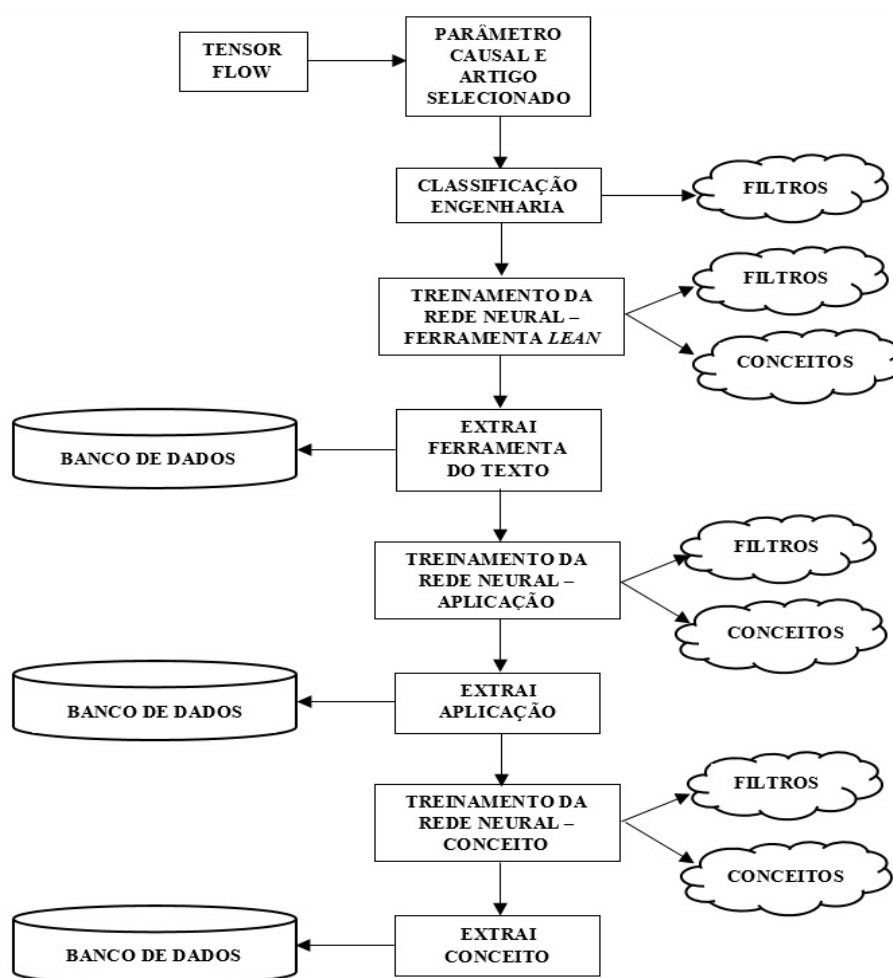 TENSOR
FLOW
PARÂMETRO
CAUSAL E
ARTIGO
SELECIONADO
CLASSIFICAÇÃO
ENGENHARIA
FILTROS
TREINAMENTO DA
REDE NEURAL –
FERRAMENTA LEAN
FILTROS
CONCEITOS
EXTRAI
FERRAMENTA
DO TEXTO
BANCO DE DADOS
TREINAMENTO DA
REDE NEURAL –
APLICAÇÃO
FILTROS
CONCEITOS
EXTRAI
APLICAÇÃO
BANCO DE DADOS
TREINAMENTO DA
REDE NEURAL –
CONCEITO
FILTROS
CONCEITOS
EXTRAI
CONCEITO
BANCO DE DADOS